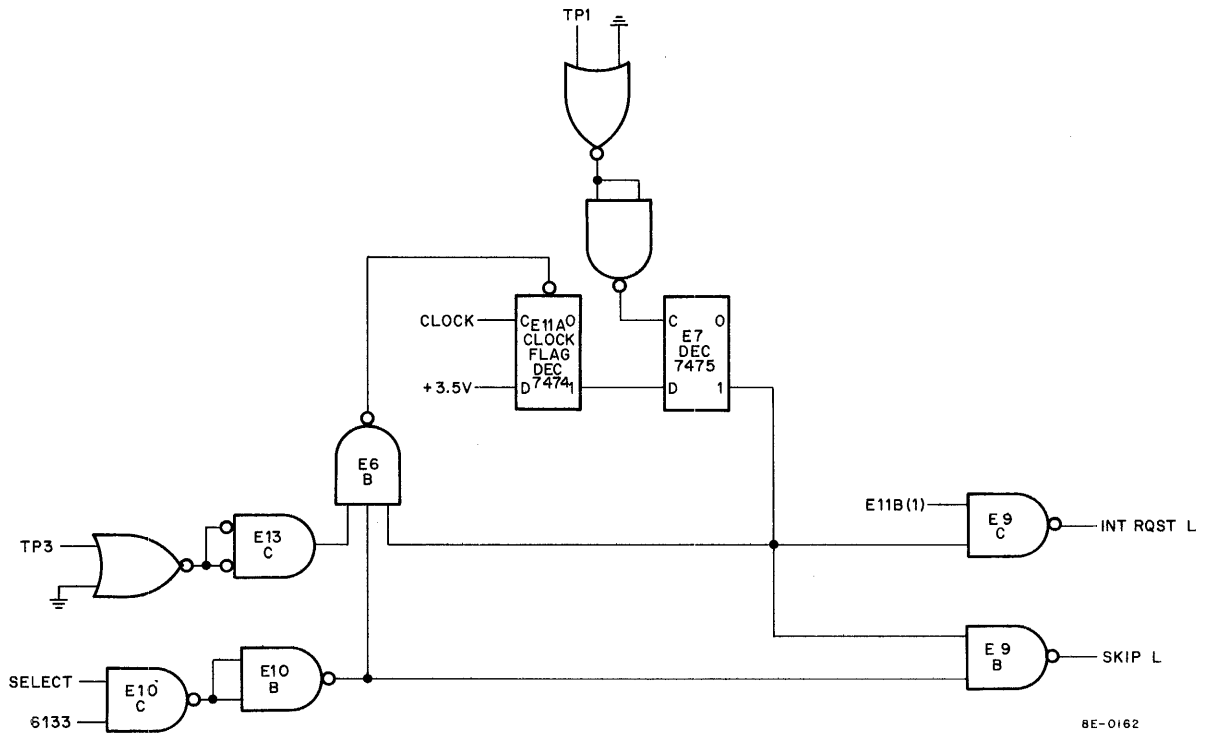 TP1
CLOCK
C E11A O
CLOCK
FLAG
DEC
7474
+3.5V
D
1
C
O
E7
DEC
7475
D
1
E6
B
E11B(1)
E9
C
INT RQST L
TP3
E13
C
SELECT
E10
C
6133
E10
B
E9
B
SKIP L
8E-0162